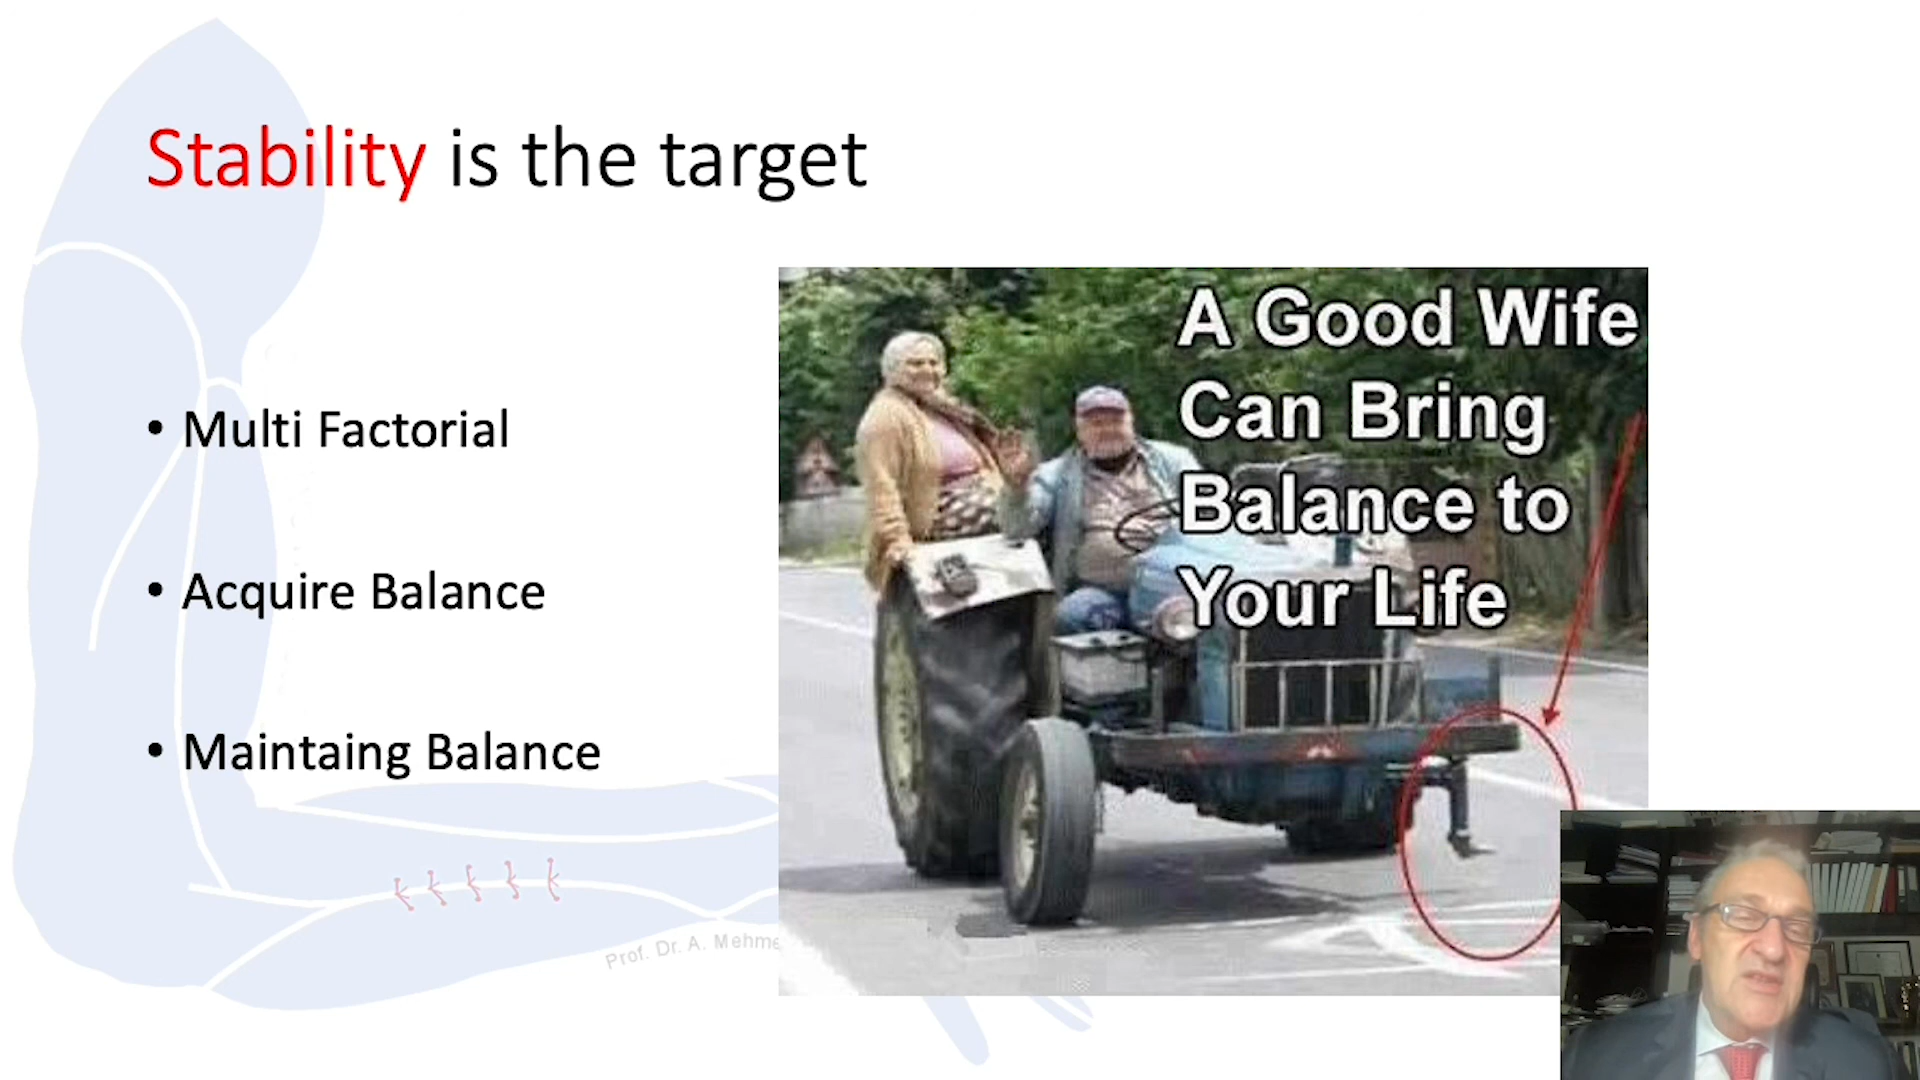 Stability is the target
• Multi Factorial
• Acquire Balance
• Maintaing Balance
A Good Wife
Can Bring
Balance to
Your Life
Prof. Dr. A. Mehme